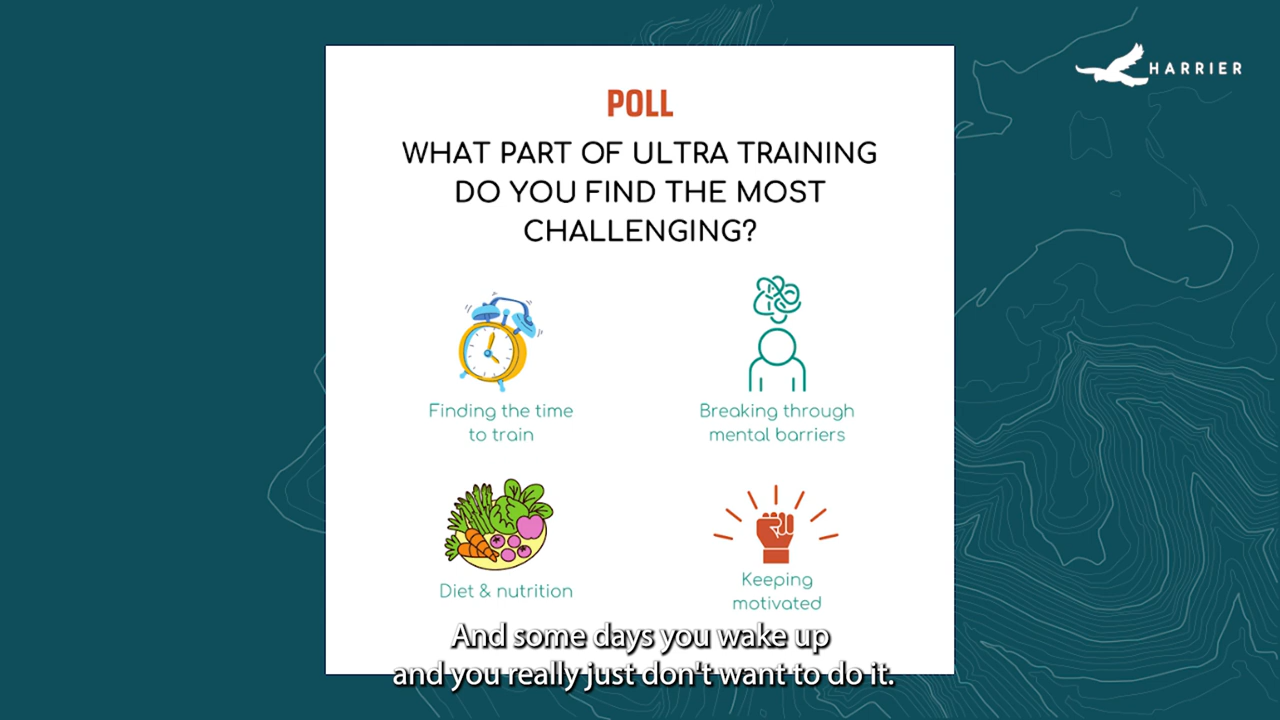 HARRIER
POLL
WHAT PART OF ULTRA TRAINING
DO YOU FIND THE MOST
CHALLENGING?
Finding the time
to train
Breaking through
mental barriers
Diet & nutrition
Keeping
motivated
And some days you wake up
and you really just don't want to do it.